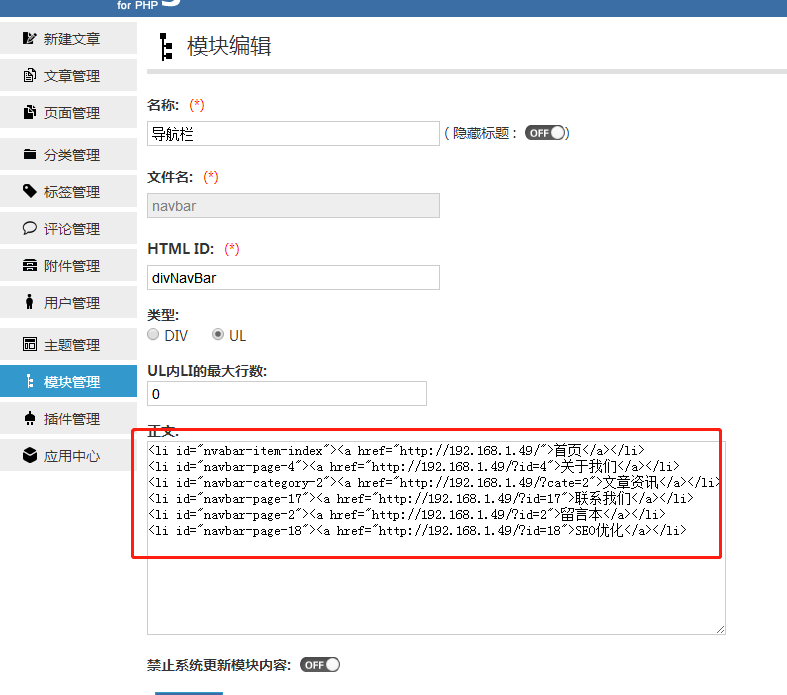 for PHP
新建文章
文章管理
页面管理
分类管理
标签管理
评论管理
附件管理
用户管理
主题管理
模块管理
插件管理
应用中心
模块编辑
名称: (*)
导航栏
( 隐藏标题: OFF )
文件名: (*)
navbar
HTML ID: (*)
divNavBar
类型:
DIV UL
UL内LI的最大行数:
0
正文:
<li id="nvabar-item-index"><a href="http://192.168.1.49/">首页</a></li>
<li id="navbar-page-4"><a href="http://192.168.1.49/?id=4">关于我们</a></li>
<li id="navbar-category-2"><a href="http://192.168.1.49/?cate=2">文章资讯</a></li>
<li id="navbar-page-17"><a href="http://192.168.1.49/?id=17">联系我们</a></li>
<li id="navbar-page-2"><a href="http://192.168.1.49/?id=2">留言本</a></li>
<li id="navbar-page-18"><a href="http://192.168.1.49/?id=18">SEO优化</a></li>
禁止系统更新模块内容: OFF